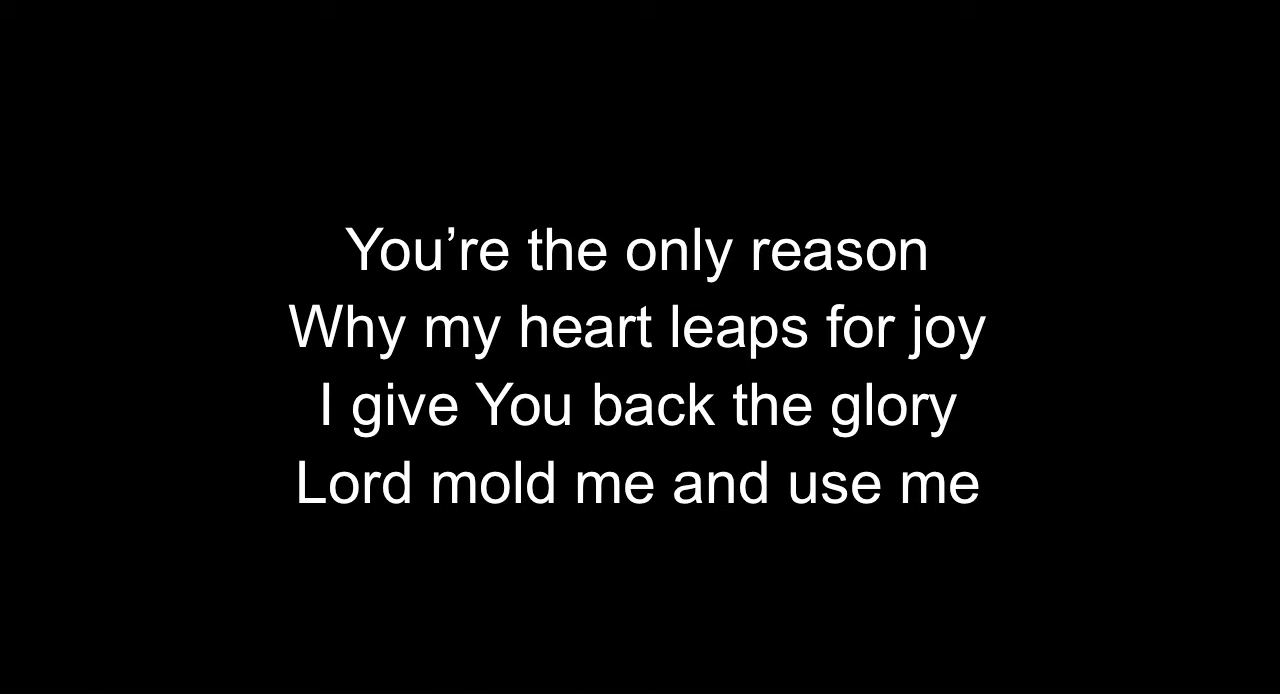 You’re the only reason
Why my heart leaps for joy
I give You back the glory
Lord mold me and use me